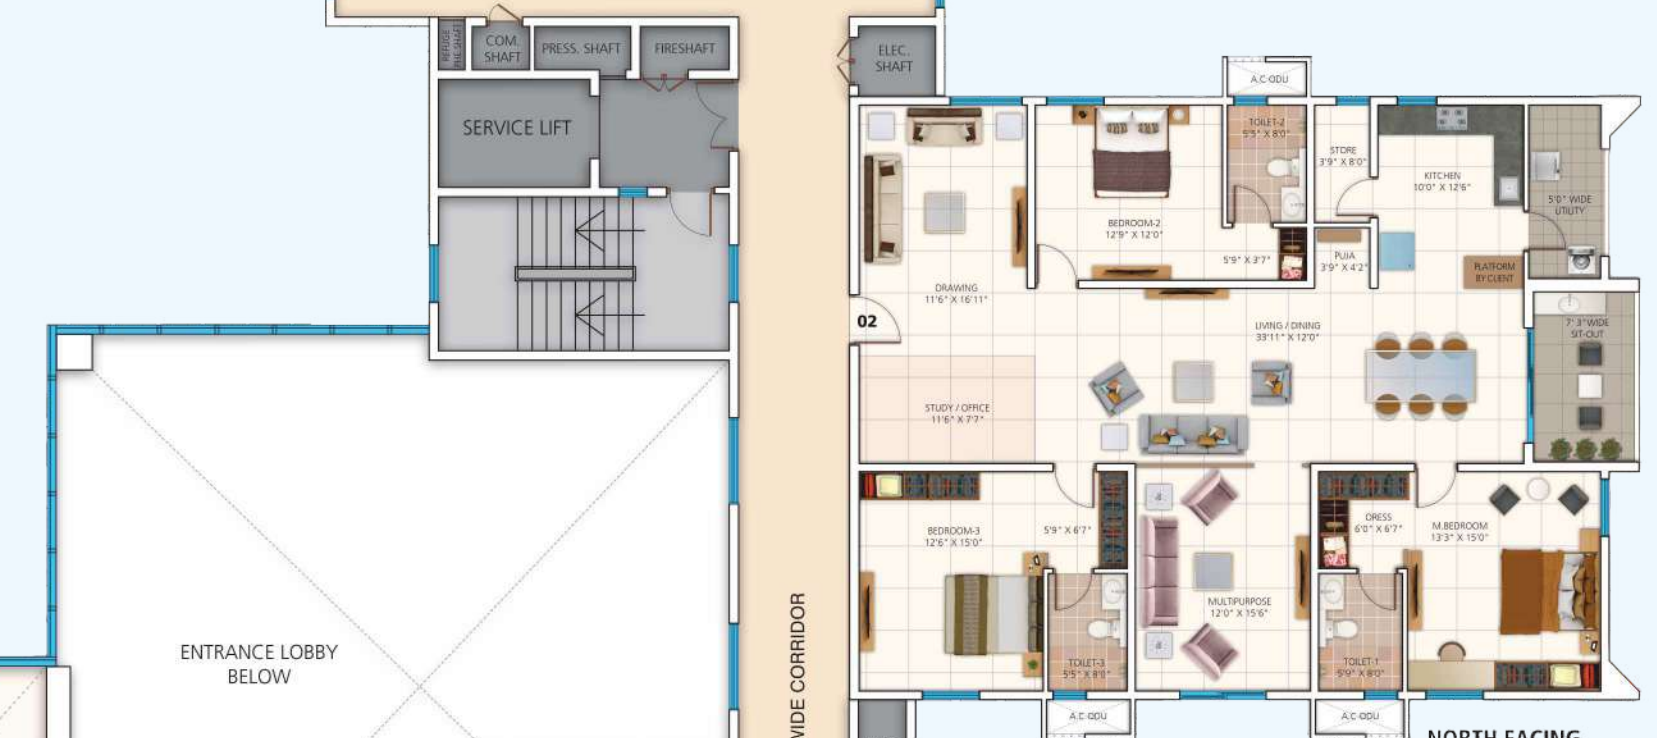 REFUGE
PHE.SHAFT
COM.
SHAFT
PRESS. SHAFT
FIRESHAFT
ELEC.
SHAFT
SERVICE LIFT
A.C ODU
TOILET-2
5'5" X 8'0"
STORE
3'9" X 8'0"
KITCHEN
10'0" X 12'6"
5'0" WIDE
UTILITY
BEDROOM-2
12'9" X 12'0"
5'9" X 3'7"
PUJA
3'9" X 4'2"
PLATFORM
BY CLIENT
DRAWING
11'6" X 16'11"
02
LIVING / DINING
33'11" X 12'0"
7' 3" WIDE
SIT-OUT
STUDY / OFFICE
11'6" X 7'7"
BEDROOM-3
12'6" X 15'0"
5'9" X 6'7"
DRESS
6'0" X 6'7"
M.BEDROOM
13'3" X 15'0"
MULTIPURPOSE
12'0" X 15'6"
ENTRANCE LOBBY
BELOW
WIDE CORRIDOR
TOILET-3
5'5" X 8'0"
TOILET-1
5'9" X 8'0"
A.C ODU
A.C ODU
NORTH FACING